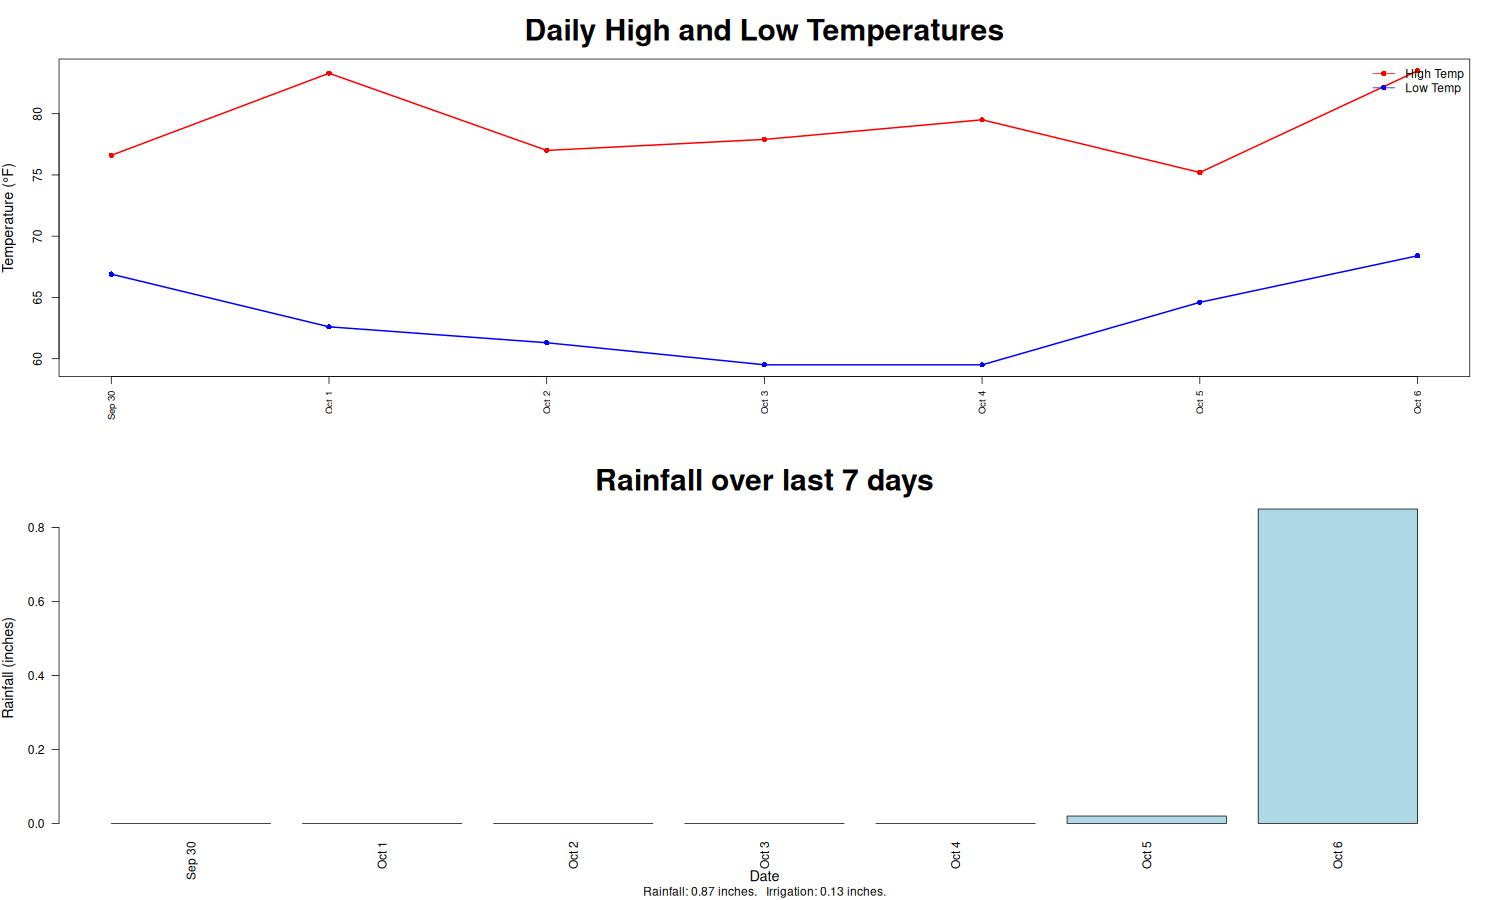 Daily High and Low Temperatures
High Temp
Low Temp
Temperature (°F)
80
75
70
65
60
Sep 30
Oct 1
Oct 2
Oct 3
Oct 4
Oct 5
Oct 6
Rainfall over last 7 days
Rainfall (inches)
0.8
0.6
0.4
0.2
0.0
Sep 30
Oct 1
Oct 2
Oct 3
Oct 4
Oct 5
Oct 6
Date
Rainfall: 0.87 inches.  Irrigation: 0.13 inches.